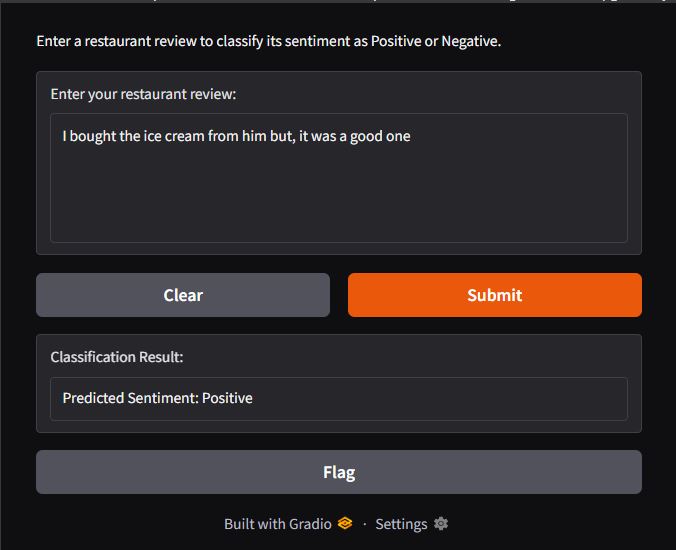 Enter a restaurant review to classify its sentiment as Positive or Negative.
Enter your restaurant review:
I bought the ice cream from him but, it was a good one
Clear
Submit
Classification Result:
Predicted Sentiment: Positive
Flag
Built with Gradio · Settings